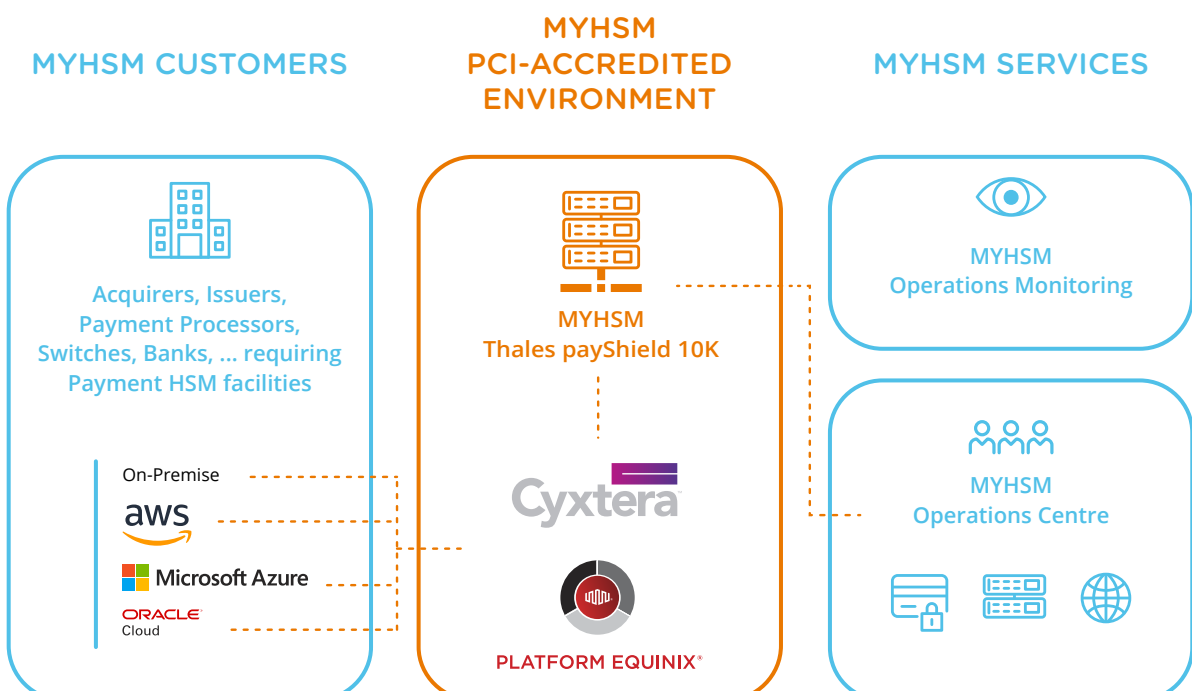 MYHSM CUSTOMERS
MYHSM
PCI-ACCREDITED
ENVIRONMENT
MYHSM SERVICES
Acquirers, Issuers,
Payment Processors,
Switches, Banks, ... requiring
Payment HSM facilities
On-Premise
aws
Microsoft Azure
ORACLE
Cloud
MYHSM
Thales payShield 10K
Cyxtera™
PLATFORM EQUINIX®
MYHSM
Operations Monitoring
MYHSM
Operations Centre